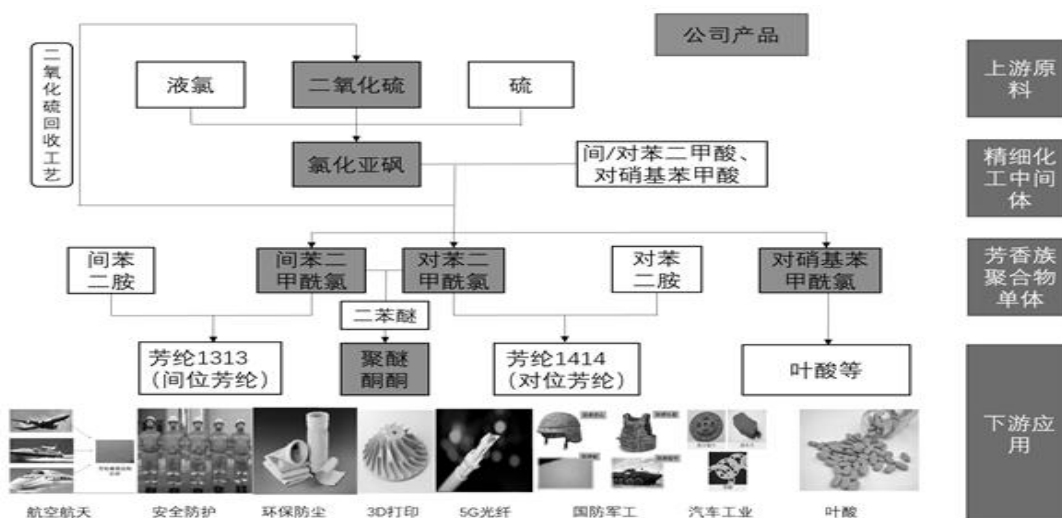 公司产品
二氧化硫回收工艺
液氯
二氧化硫
硫
上游原
料
氯化亚砜
间/对苯二甲酸、
对硝基苯甲酸
精细化
工中间
体
间苯
二胺
间苯二
甲酰氯
对苯二
甲酰氯
对苯
二胺
对硝基苯
甲酰氯
芳香族
聚合物
单体
二苯醚
芳纶1313
（间位芳纶）
聚醚
酮酮
芳纶1414
（对位芳纶）
叶酸等
下游应
用
航空航天
安全防护
环保防尘
3D打印
5G光纤
国防军工
汽车工业
叶酸